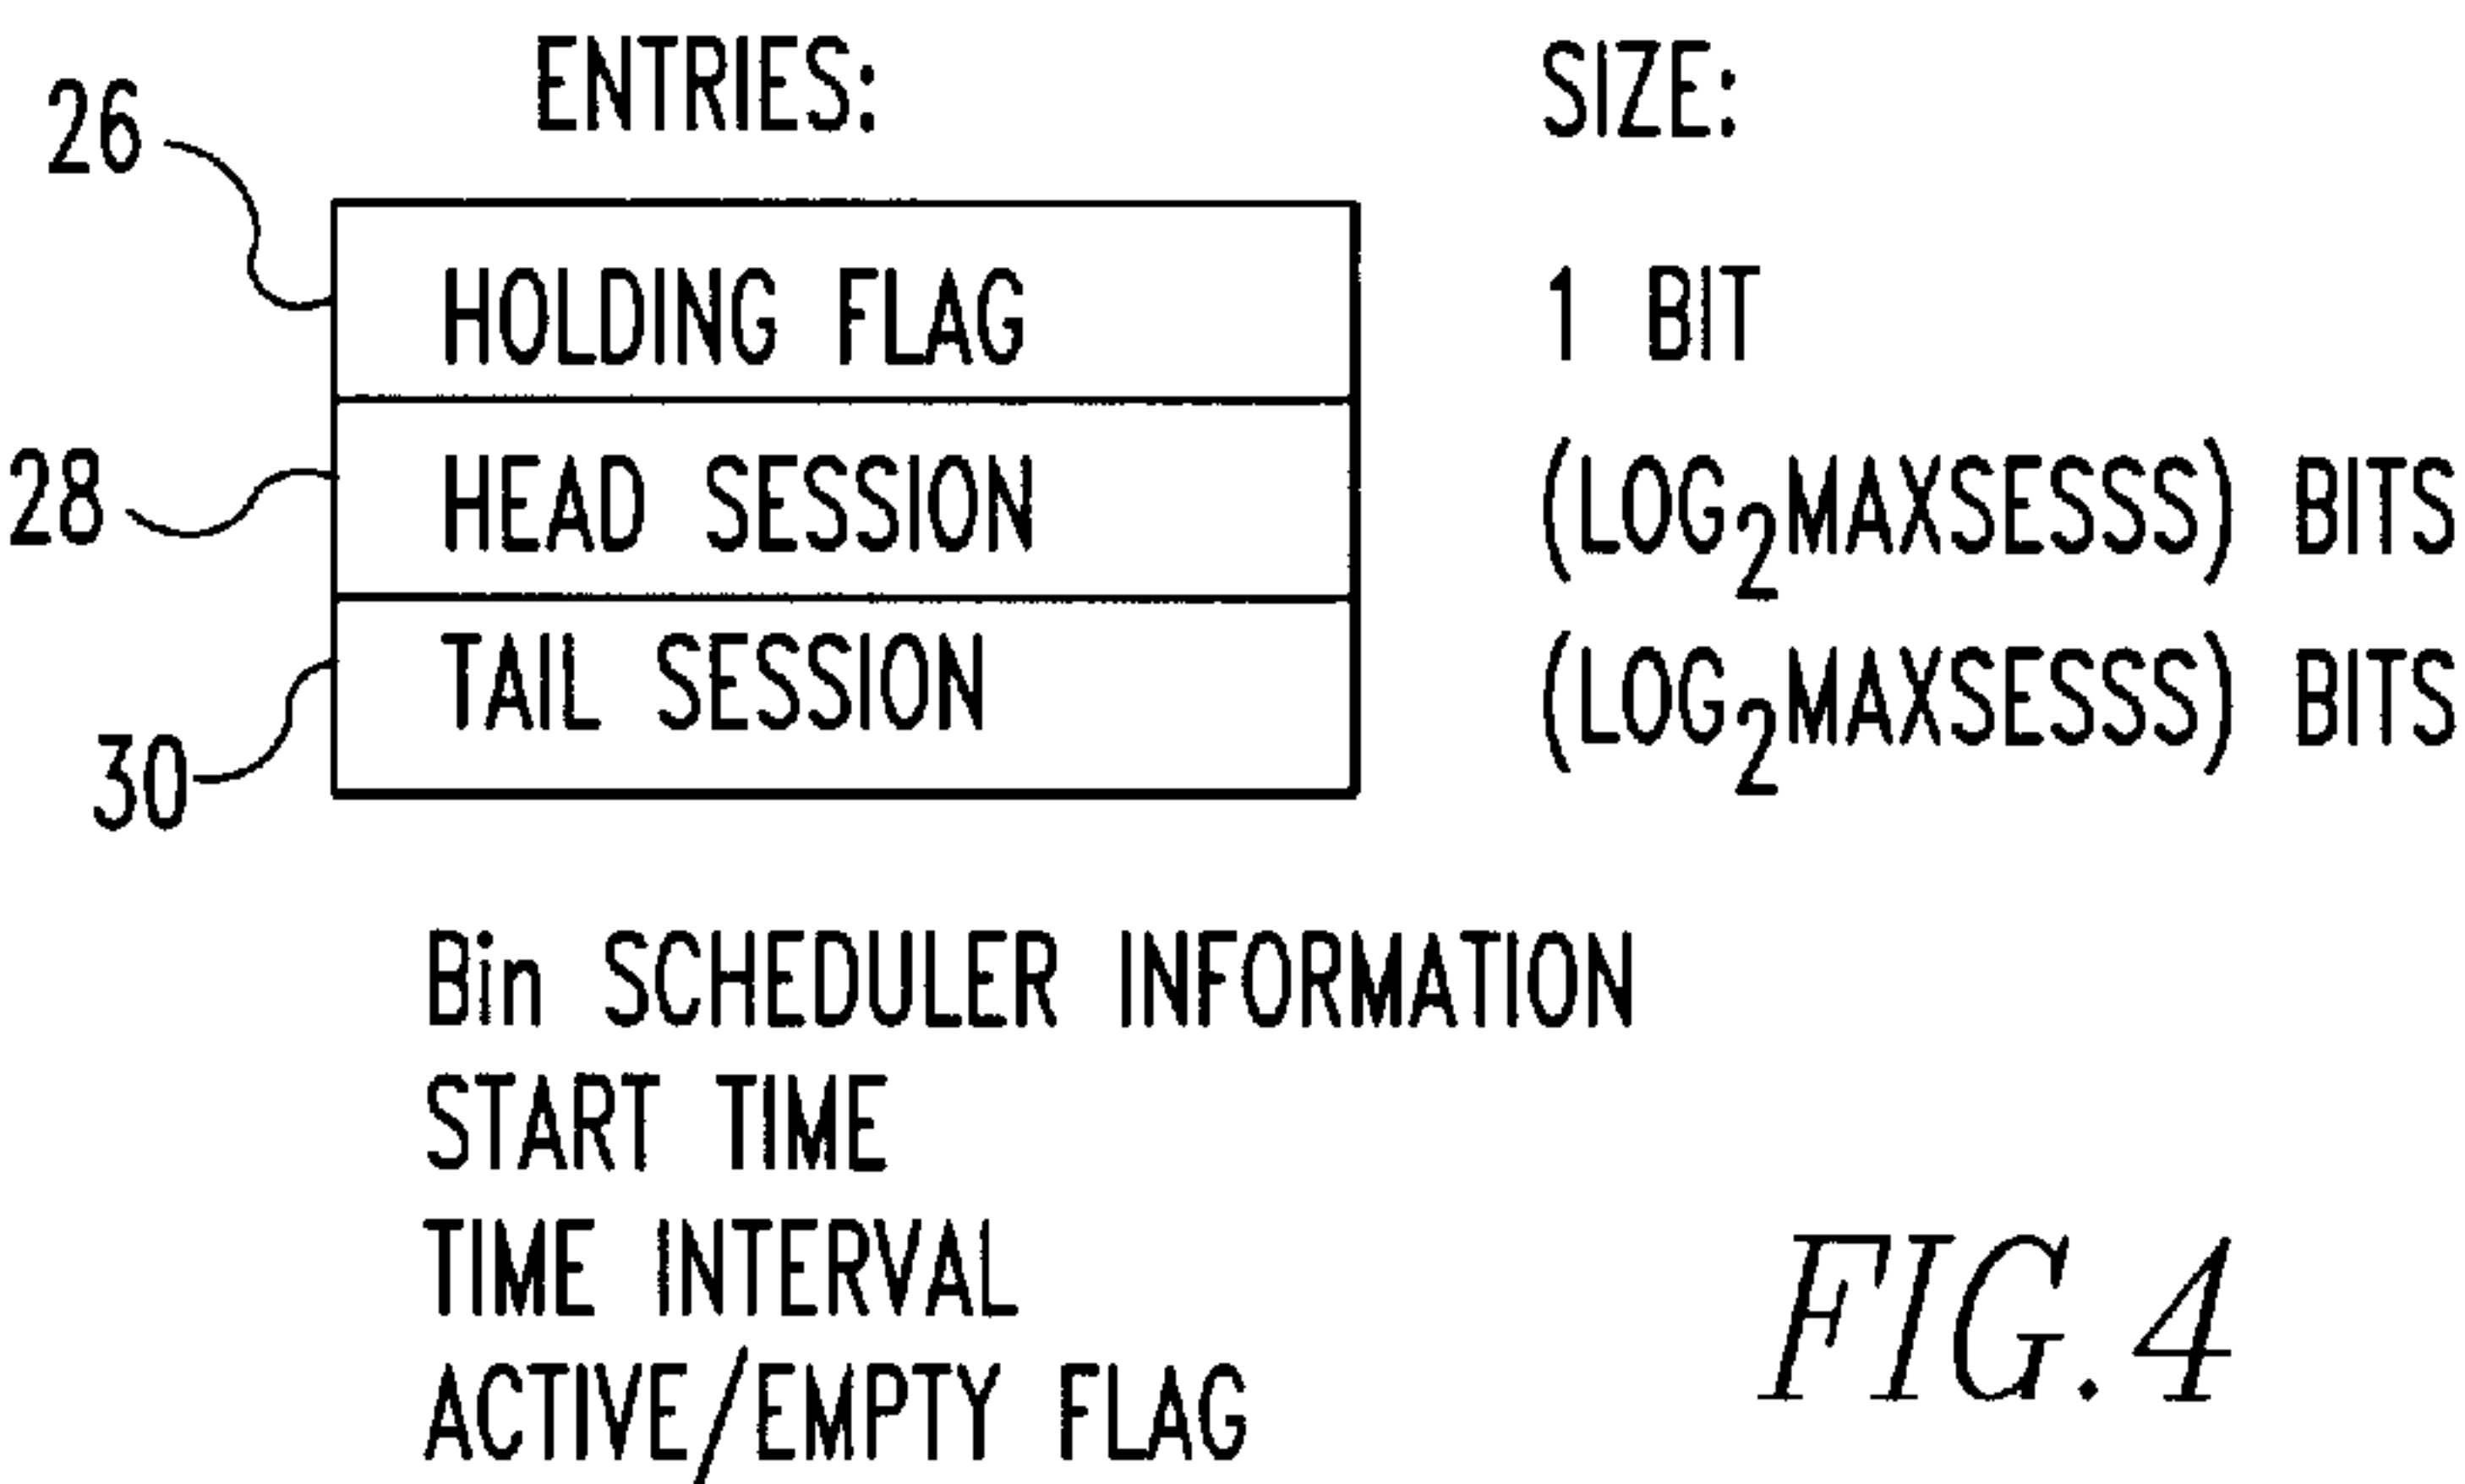 ENTRIES: SIZE:
26
HOLDING FLAG 1 BIT
28 HEAD SESSION (LOG₂MAXSESSS) BITS
TAIL SESSION (LOG₂MAXSESSS) BITS
30
Bin SCHEDULER INFORMATION
START TIME
TIME INTERVAL
ACTIVE/EMPTY FLAG
FIG.4